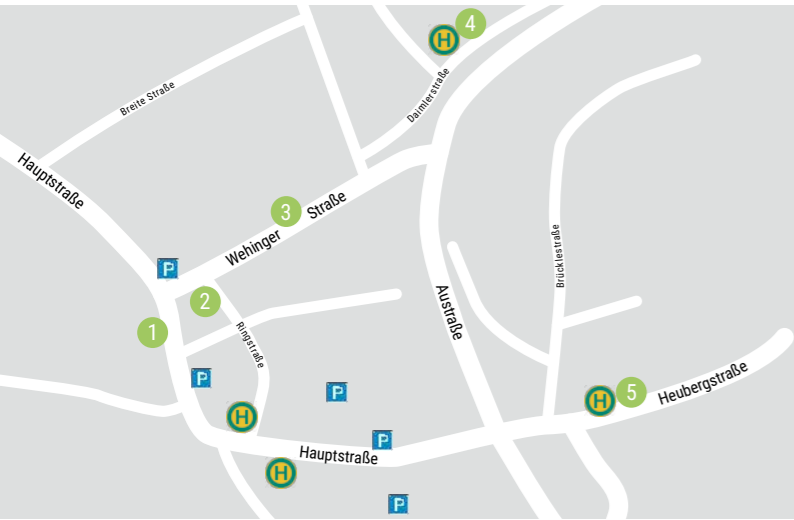 4
H
Breite Straße
Daimlerstraße
Hauptstraße
3
Wehinger Straße
P
2
1
Ringstraße
Austraße
Brücklestraße
P
P
H
H
5
Heubergstraße
P
Hauptstraße
H
P